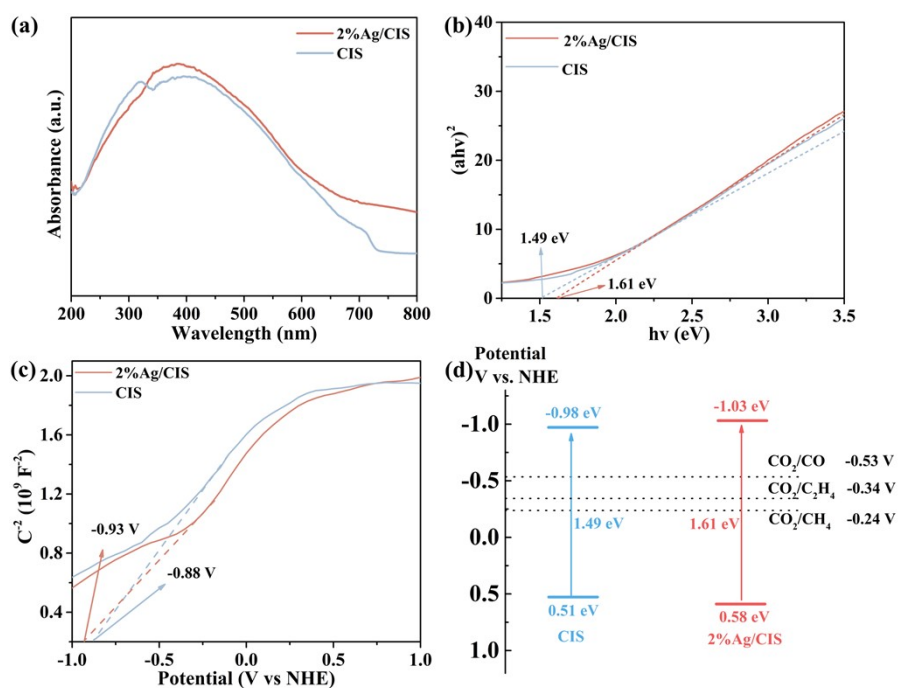 (a)
2%Ag/CIS
CIS
Absorbance (a.u.)
200 300 400 500 600 700 800
Wavelength (nm)
(b)
2%Ag/CIS
CIS
(ahv)²
40
30
20
10
0
1.49 eV
1.61 eV
1.5 2.0 2.5 3.0 3.5
hv (eV)
(c)
2%Ag/CIS
CIS
C⁻² (10⁹ F⁻²)
2.0
1.6
1.2
0.8
0.4
-0.93 V
-0.88 V
-1.0 -0.5 0.0 0.5 1.0
Potential (V vs NHE)
(d)
Potential
V vs. NHE
-1.0
-0.5
0.0
0.5
1.0
-0.98 eV
1.49 eV
0.51 eV
CIS
-1.03 eV
1.61 eV
0.58 eV
2%Ag/CIS
CO₂/CO -0.53 V
CO₂/C₂H₄ -0.34 V
CO₂/CH₄ -0.24 V